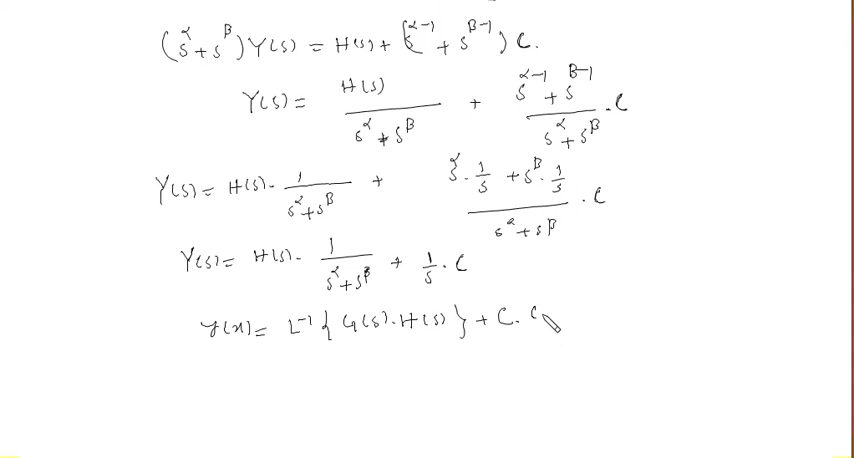 (s^α + s^β) Y(s) = H(s) + (s^{α-1} + s^{β-1}) C.
Y(s) = H(s) / (s^α + s^β) + (s^{α-1} + s^{β-1}) / (s^α + s^β) . C
Y(s) = H(s) . 1 / (s^α + s^β) + (s^α . 1/s + s^β . 1/s) / (s^α + s^β) . C
Y(s) = H(s) . 1 / (s^α + s^β) + 1/s . C
y(x) = L^{-1} { G(s) . H(s) } + C .